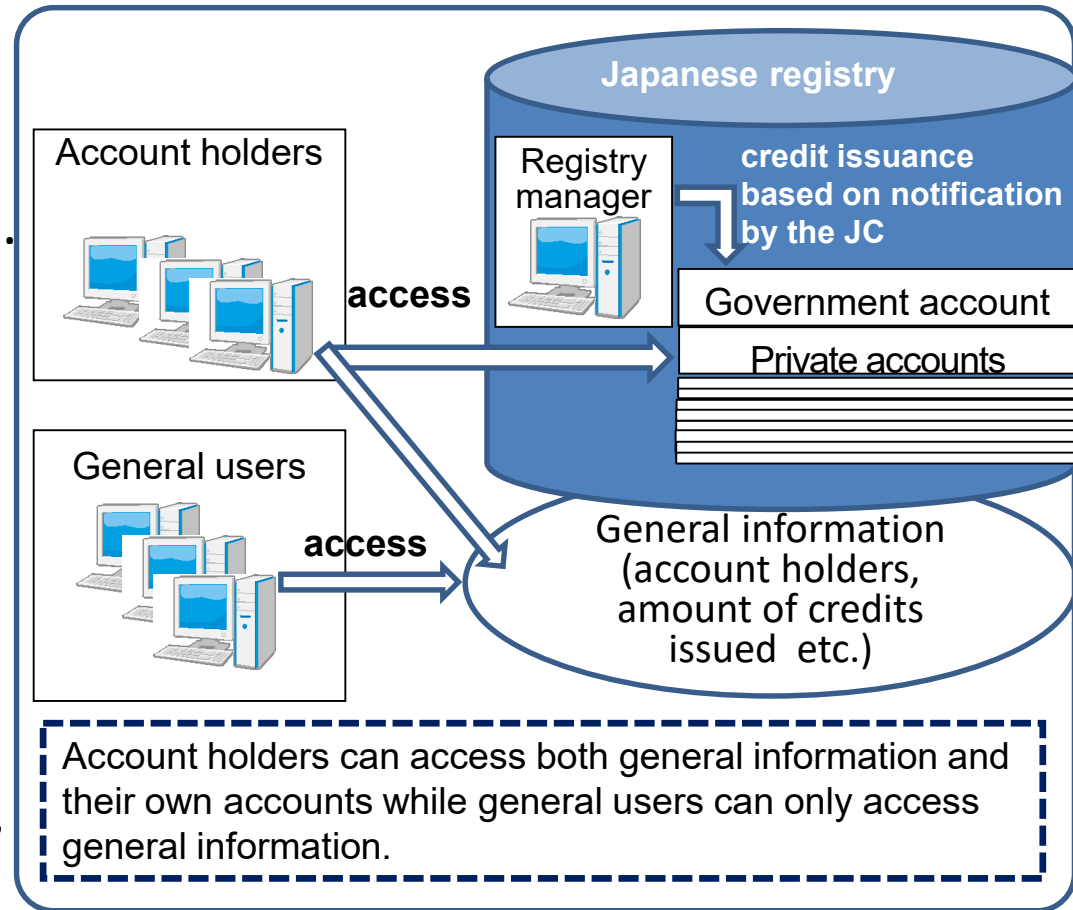 Japanese registry
Account holders
Registry
manager
credit issuance
based on notification
by the JC
access
Government account
Private accounts
General users
access
General information
(account holders,
amount of credits
issued etc.)
Account holders can access both general information and
their own accounts while general users can only access
general information.